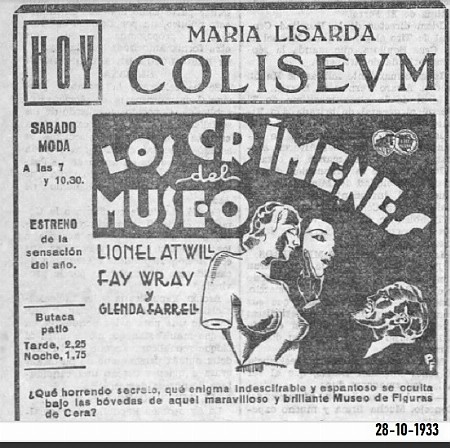 HOY
MARIA LISARDA
COLISEVM
SABADO
MODA
A las 7
y 10,30.
ESTRENO
de la
sensación
del año.
Butaca
patio
Tarde, 2,25
Noche, 1,75
LOS CRÍMENES
del
MUSEO
LIONEL ATWILL
FAY WRAY
y
GLENDA FARRELL
¿Qué horrendo secreto, qué enigma indescifrable y espantoso se oculta
bajo las bóvedas de aquel maravilloso y brillante Museo de Figuras
de Cera?
28-10-1933